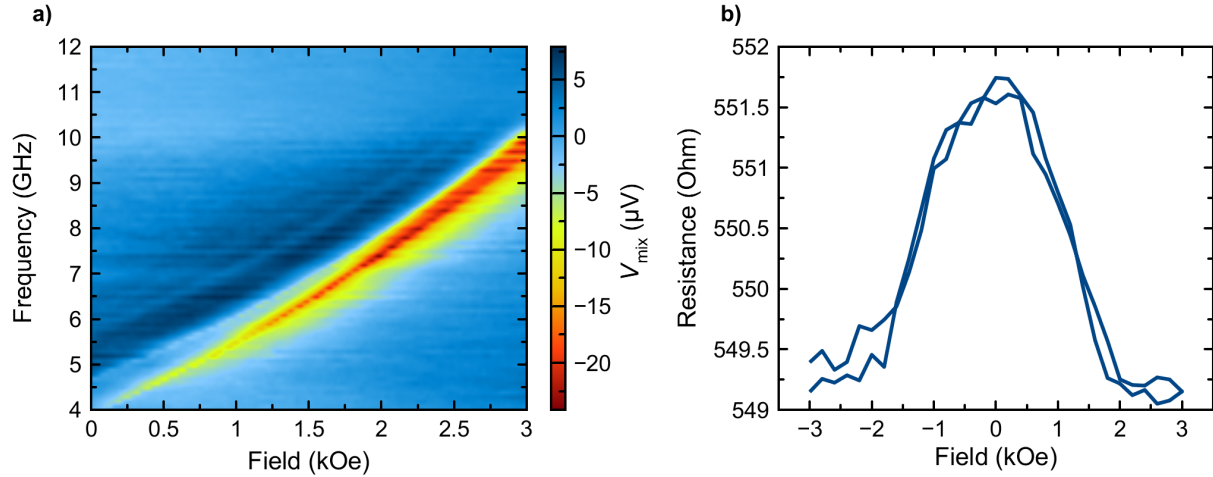 a)
12
11
10
9
8
7
6
5
4
Frequency (GHz)
0 0.5 1 1.5 2 2.5 3
Field (kOe)
5
0
−5
−10
−15
−20
Vmix (µV)
b)
552
551.5
551
550.5
550
549.5
549
Resistance (Ohm)
−3 −2 −1 0 1 2 3
Field (kOe)